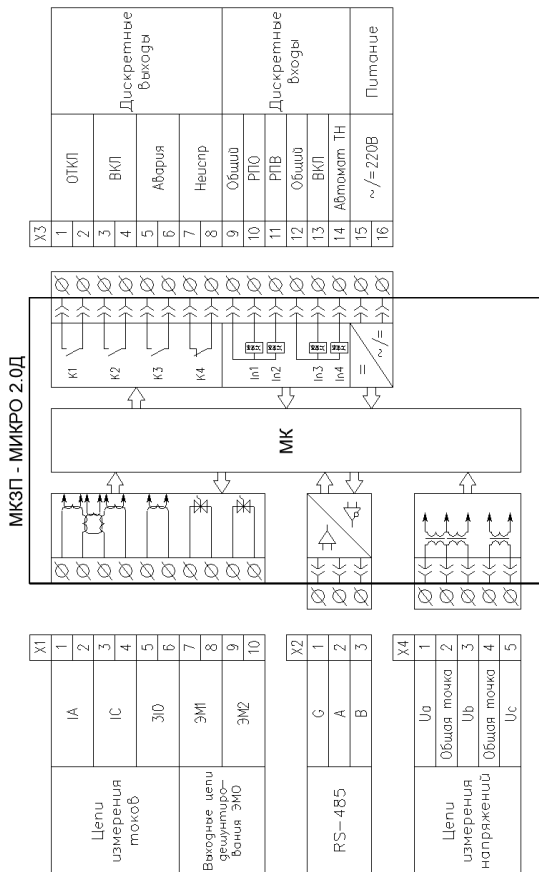 МКЗП - МИКРО 2.0Д
X1
Цепи
измерения
токов
IA
1
2
IC
3
4
3I0
5
6
Выходные цепи
дешунтиро-
вания ЭМО
ЭМ1
7
8
ЭМ2
9
10
X2
RS-485
G
1
A
2
B
3
X4
Цепи
измерения
напряжений
Ua
1
Общая точка
2
Ub
3
Общая точка
4
Uc
5
МК
K1
K2
K3
K4
In1
In2
In3
In4
=
~/=
X3
1
2
ОТКЛ
3
4
ВКЛ
5
6
Авария
7
8
Неиспр
Дискретные
выходы
9
Общий
10
РПО
11
РПВ
12
Общий
13
ВКЛ
14
Автомат ТН
Дискретные
входы
15
16
~/=220В
Питание